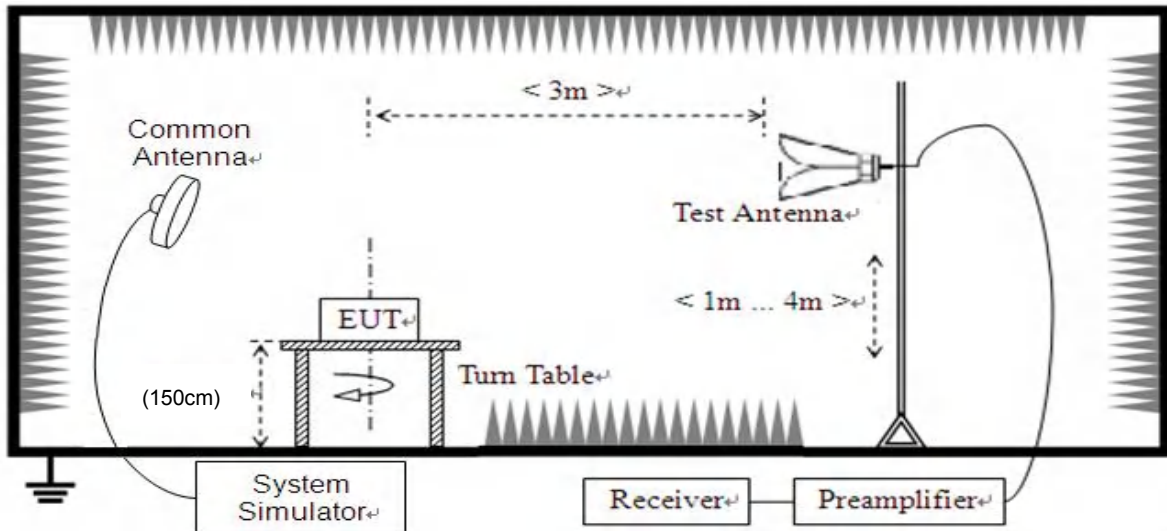 < 3m >↵
Common
Antenna↵
Test Antenna↵
< 1m ... 4m >↵
EUT↵
Turn Table↵
(150cm)
System
Simulator↵
Receiver↵
Preamplifier↵